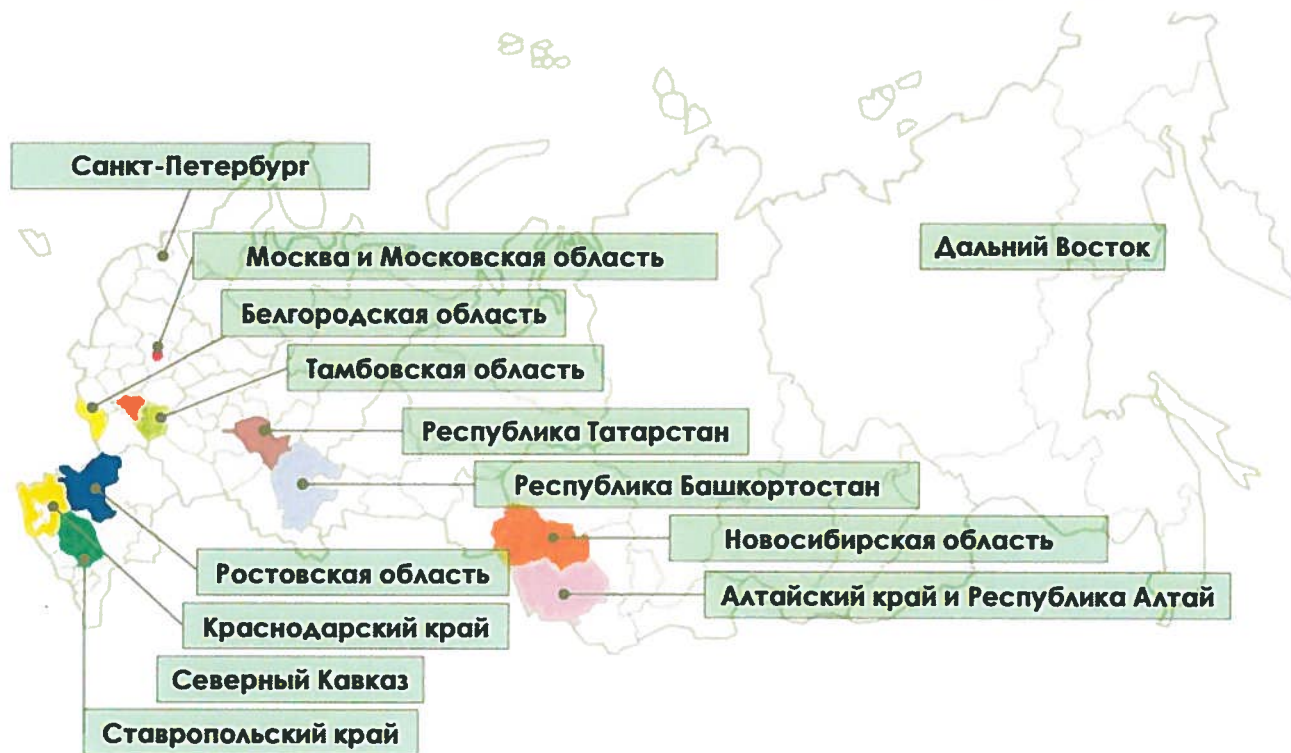 Санкт-Петербург
Москва и Московская область
Дальний Восток
Белгородская область
Тамбовская область
Республика Татарстан
Республика Башкортостан
Новосибирская область
Ростовская область
Алтайский край и Республика Алтай
Краснодарский край
Северный Кавказ
Ставропольский край